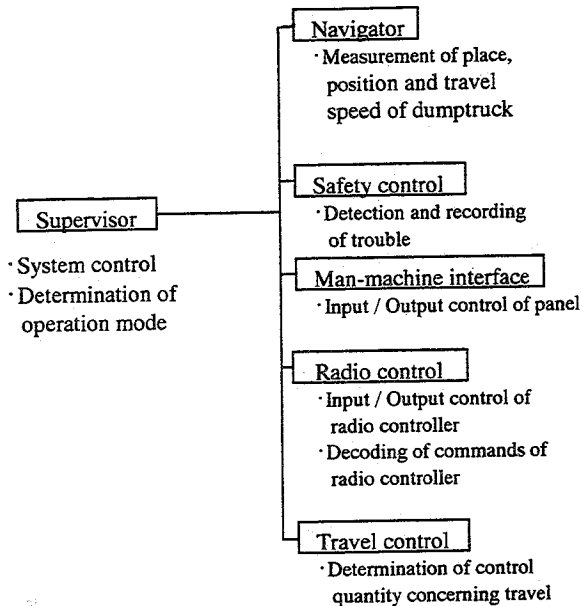 Navigator
·Measurement of place,
position and travel
speed of dumptruck
Safety control
·Detection and recording
of trouble
Supervisor
·System control
·Determination of
operation mode
Man-machine interface
·Input / Output control of panel
Radio control
·Input / Output control of
radio controller
·Decoding of commands of
radio controller
Travel control
·Determination of control
quantity concerning travel